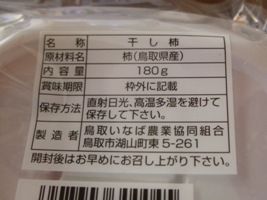 名称 干し柿
原材料名 柿(鳥取県産)
内容量 180g
賞味期限 枠外に記載
保存方法 直射日光、高温多湿を避けて
保存して下さい。
製造者 鳥取いなば農業協同組合
鳥取市湖山町東5-261
開封後はお早めにお召し上がり下さい。